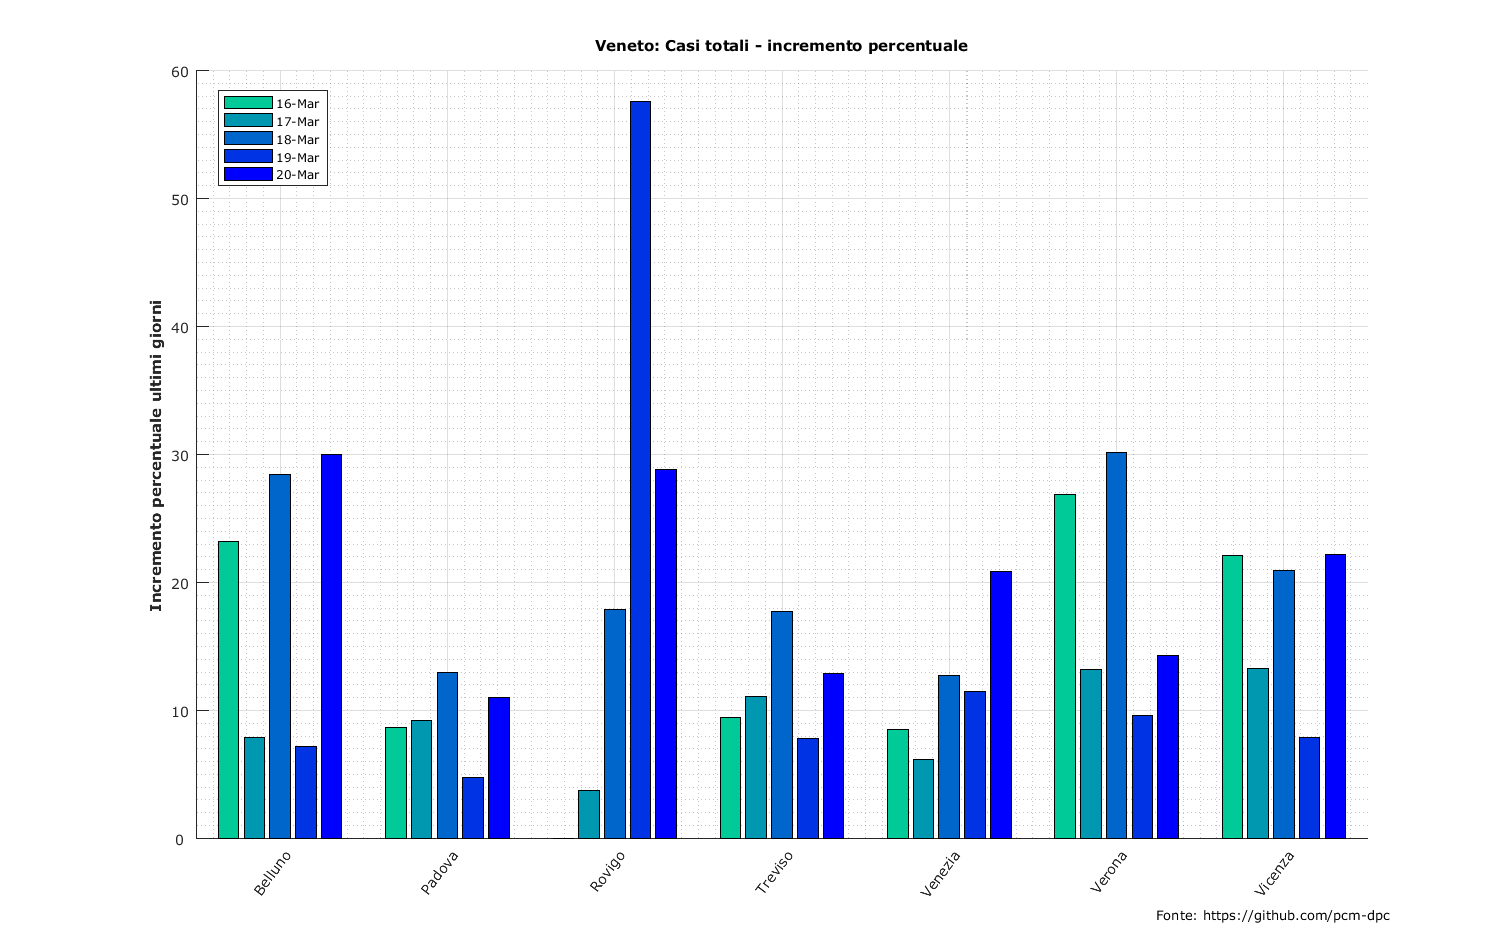 Veneto: Casi totali - incremento percentuale
60
50
40
30
20
10
0
Incremento percentuale ultimi giorni
16-Mar
17-Mar
18-Mar
19-Mar
20-Mar
Belluno
Padova
Rovigo
Treviso
Venezia
Verona
Vicenza
Fonte: https://github.com/pcm-dpc